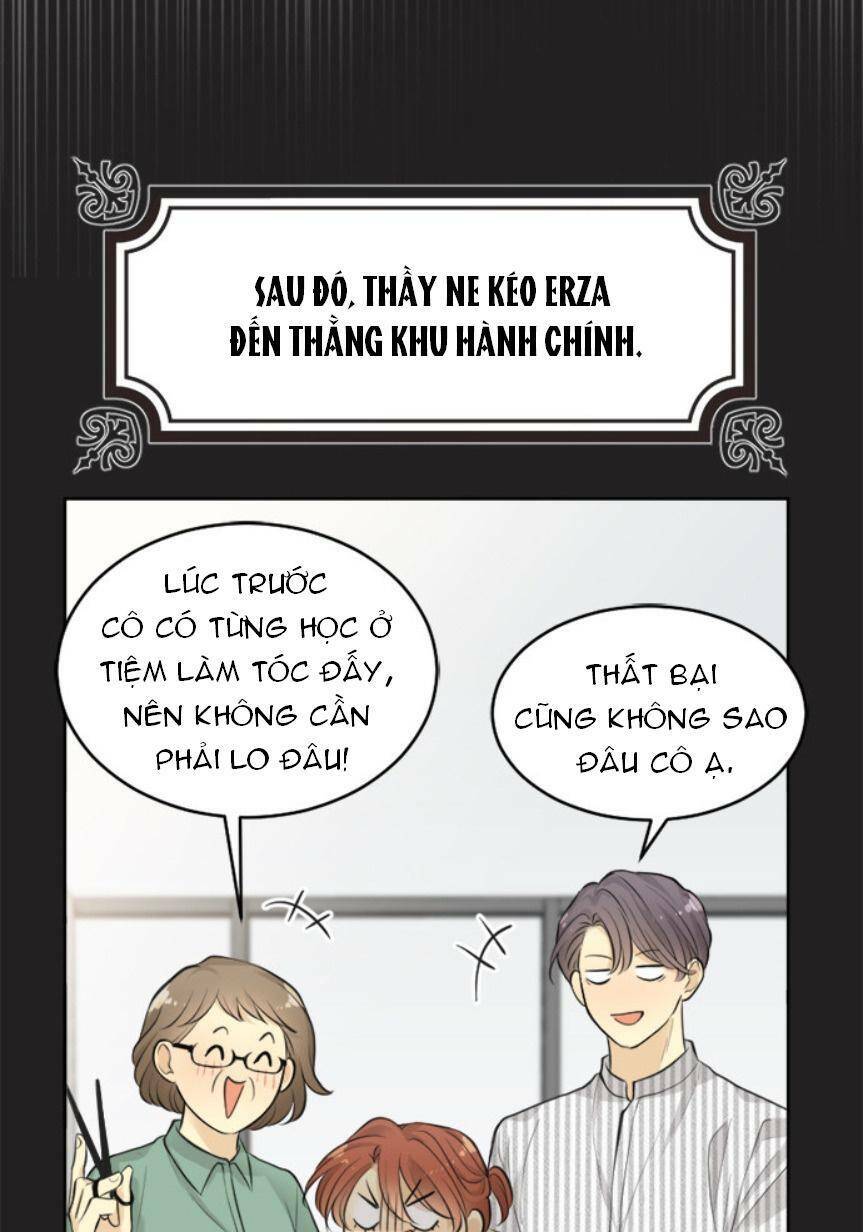 SAU ĐÓ, THẦY NE KÉO ERZA
ĐẾN THẲNG KHU HÀNH CHÍNH.
LÚC TRƯỚC
CÔ CÓ TỪNG HỌC Ở
TIỆM LÀM TÓC ĐẤY,
NÊN KHÔNG CẦN
PHẢI LO ĐÂU!
THẤT BẠI
CŨNG KHÔNG SAO
ĐÂU CÔ Ạ.